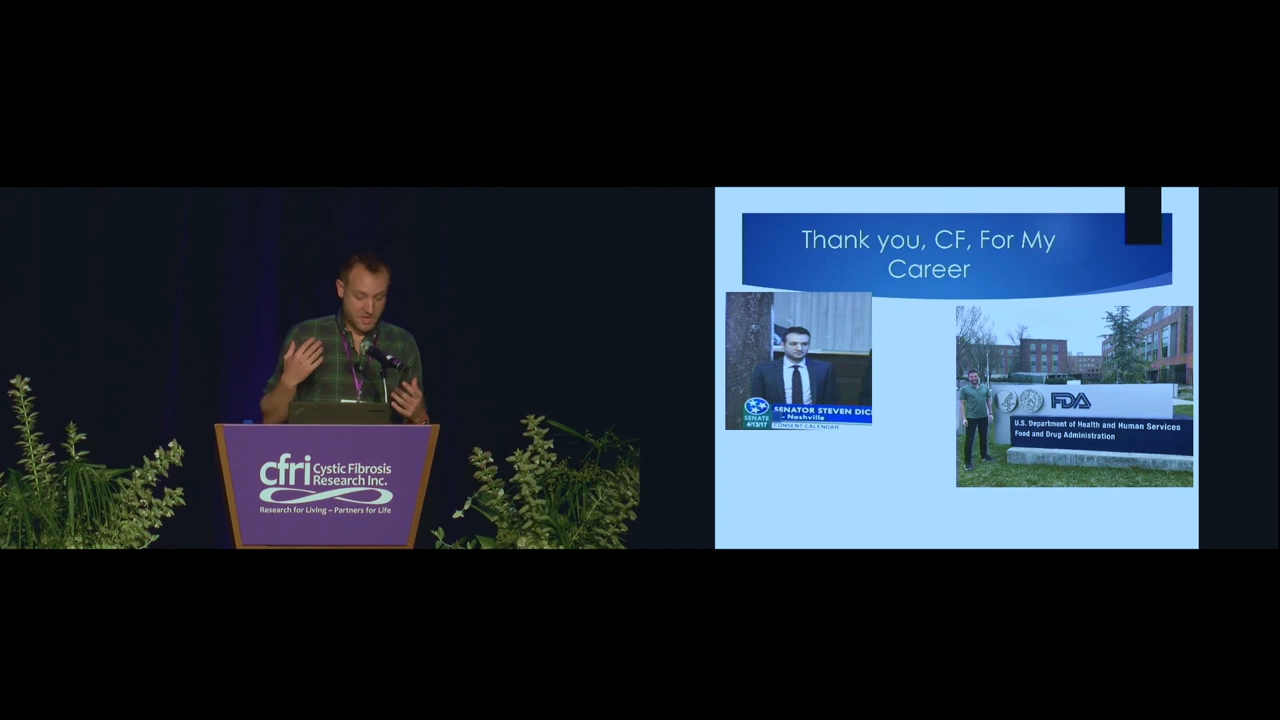 cfri Cystic Fibrosis
Research Inc.
Research for Living ~ Partners for Life
Thank you, CF, For My
Career
SENATOR STEVEN DIC
- Nashville
SENATE
4/13/17
CONSENT CALENDAR
FDA
U.S. Department of Health and Human Services
Food and Drug Administration